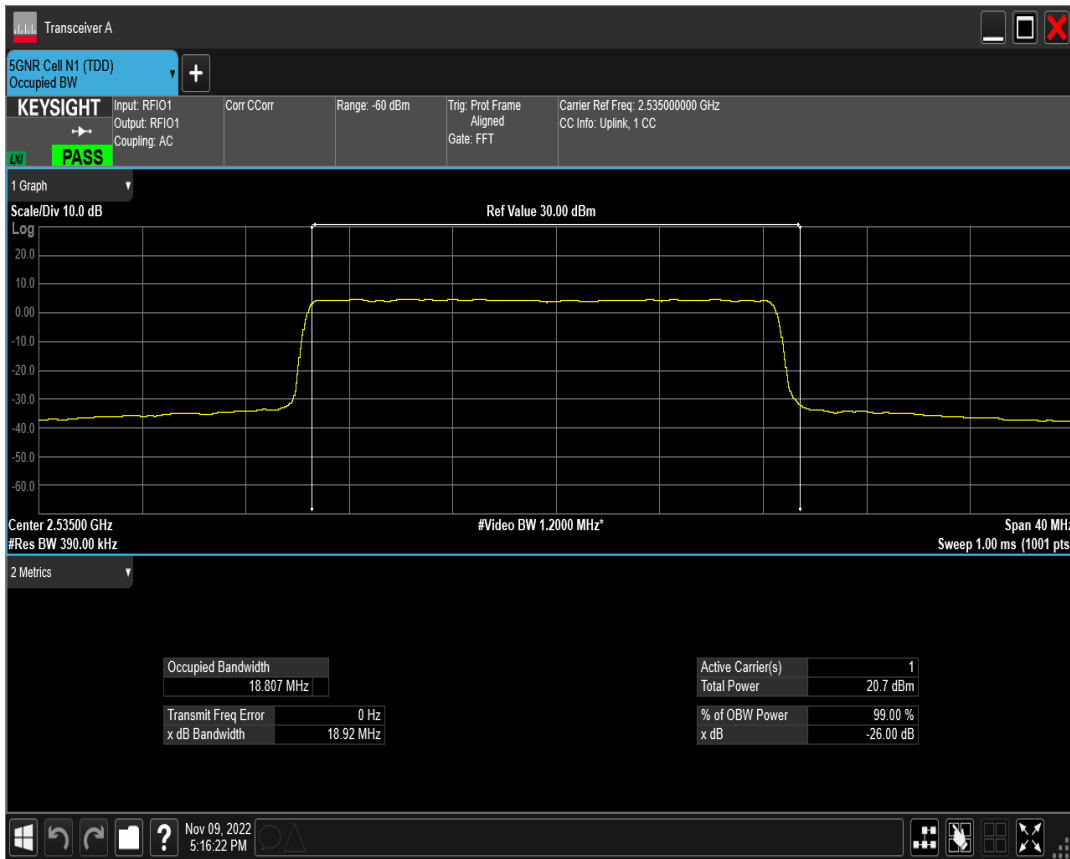 Transceiver A
5GNR Cell N1 (TDD)
Occupied BW
KEYSIGHT
LXI
PASS
Input: RFIO1
Output: RFIO1
Coupling: AC
Corr CCorr
Range: -60 dBm
Trig: Prot Frame
Aligned
Gate: FFT
Carrier Ref Freq: 2.535000000 GHz
CC Info: Uplink, 1 CC
1 Graph
Scale/Div 10.0 dB
Ref Value 30.00 dBm
Log
20.0
10.0
0.00
-10.0
-20.0
-30.0
-40.0
-50.0
-60.0
Center 2.53500 GHz
#Video BW 1.2000 MHz*
Span 40 MHz
#Res BW 390.00 kHz
Sweep 1.00 ms (1001 pts
2 Metrics
Occupied Bandwidth
18.807 MHz
Transmit Freq Error 0 Hz
x dB Bandwidth 18.92 MHz
Active Carrier(s) 1
Total Power 20.7 dBm
% of OBW Power 99.00 %
x dB -26.00 dB
?
Nov 09, 2022
5:16:22 PM